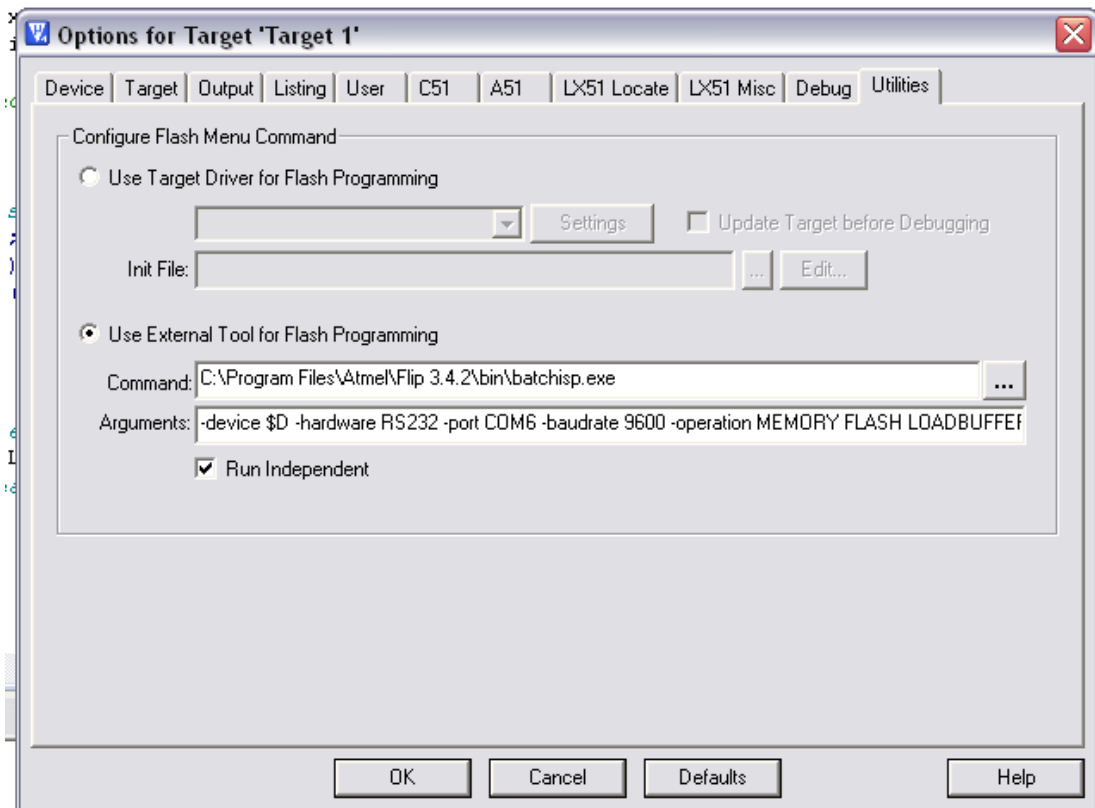 Options for Target 'Target 1'
Device Target Output Listing User C51 A51 LX51 Locate LX51 Misc Debug Utilities
Configure Flash Menu Command
Use Target Driver for Flash Programming
Settings Update Target before Debugging
Init File: ... Edit...
Use External Tool for Flash Programming
Command: C:\Program Files\Atmel\Flip 3.4.2\bin\batchisp.exe ...
Arguments: -device $D -hardware RS232 -port COM6 -baudrate 9600 -operation MEMORY FLASH LOADBUFFER
Run Independent
OK Cancel Defaults Help